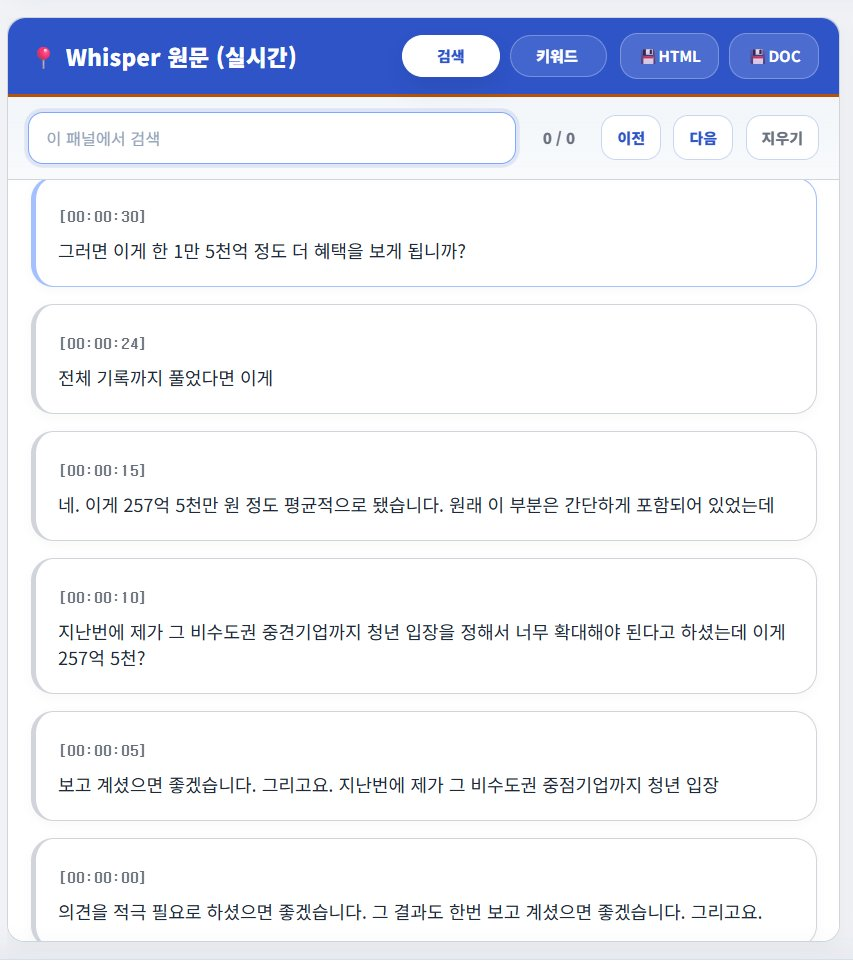 📍 Whisper 원문 (실시간)
검색
키워드
💾 HTML
💾 DOC
이 패널에서 검색
0 / 0
이전
다음
지우기
[00:00:30]
그러면 이게 한 1만 5천억 정도 더 혜택을 보게 됩니까?
[00:00:24]
전체 기록까지 풀었다면 이게
[00:00:15]
네. 이게 257억 5천만 원 정도 평균적으로 됐습니다. 원래 이 부분은 간단하게 포함되어 있었는데
[00:00:10]
지난번에 제가 그 비수도권 중견기업까지 청년 입장을 정해서 너무 확대해야 된다고 하셨는데 이게
257억 5천?
[00:00:05]
보고 계셨으면 좋겠습니다. 그리고요. 지난번에 제가 그 비수도권 중점기업까지 청년 입장
[00:00:00]
의견을 적극 필요로 하셨으면 좋겠습니다. 그 결과도 한번 보고 계셨으면 좋겠습니다. 그리고요.